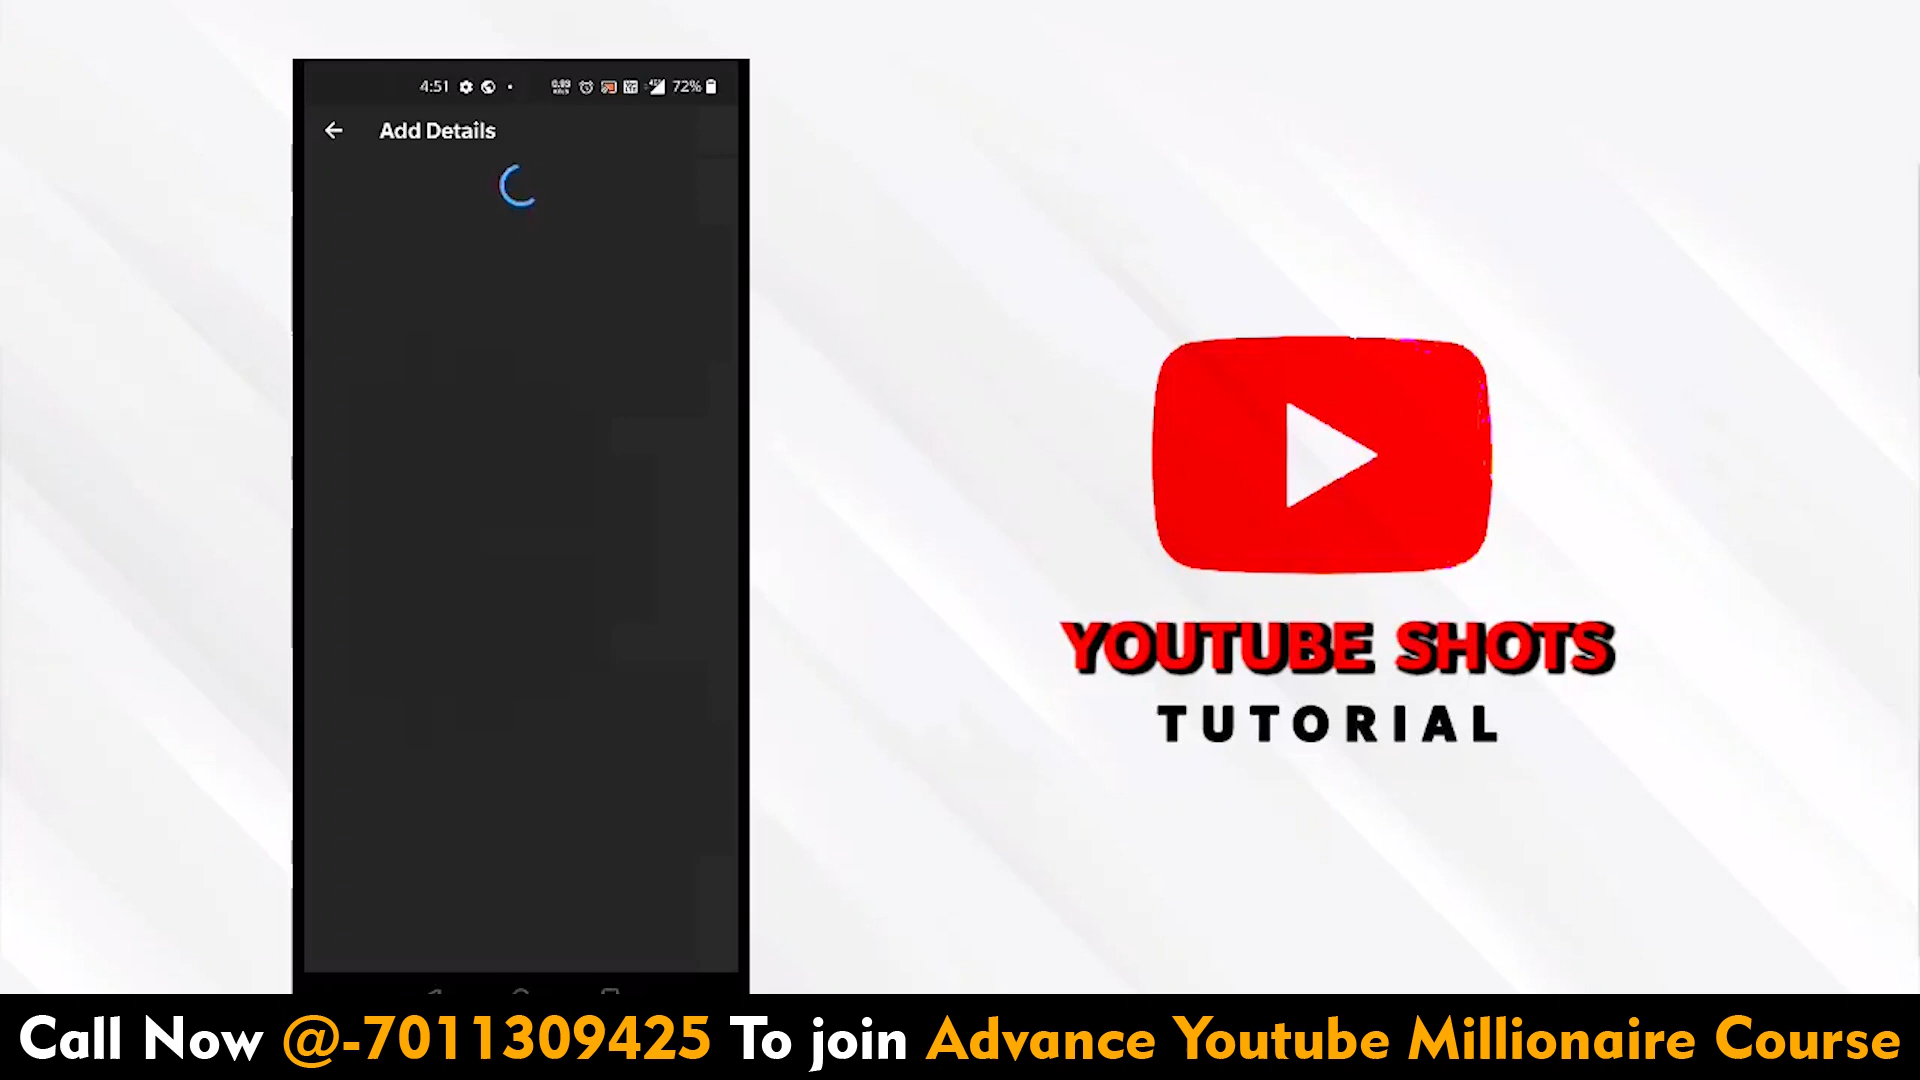 4:51
72%
Add Details
YOUTUBE SHOTS
TUTORIAL
Call Now @-7011309425 To join Advance Youtube Millionaire Course